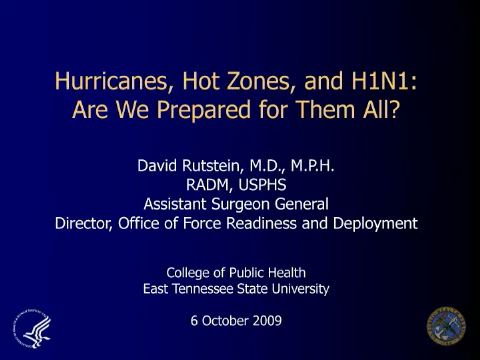 Hurricanes, Hot Zones, and H1N1:
Are We Prepared for Them All?
David Rutstein, M.D., M.P.H.
RADM, USPHS
Assistant Surgeon General
Director, Office of Force Readiness and Deployment
College of Public Health
East Tennessee State University
6 October 2009